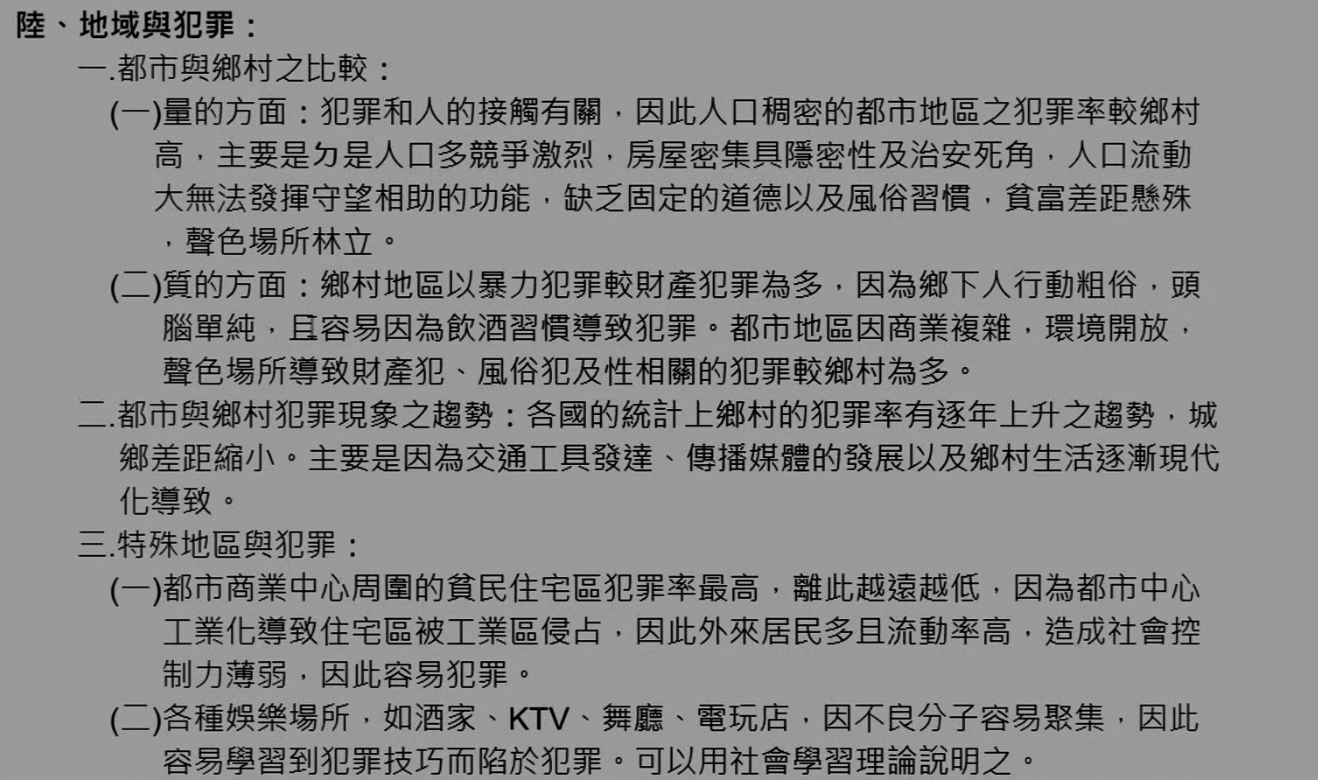 陸、地域與犯罪：
一.都市與鄉村之比較：
(一)量的方面：犯罪和人的接觸有關，因此人口稠密的都市地區之犯罪率較鄉村
高，主要是ㄉ是人口多競爭激烈，房屋密集具隱密性及治安死角，人口流動
大無法發揮守望相助的功能，缺乏固定的道德以及風俗習慣，貧富差距懸殊
，聲色場所林立。
(二)質的方面：鄉村地區以暴力犯罪較財產犯罪為多，因為鄉下人行動粗俗，頭
腦單純，且容易因為飲酒習慣導致犯罪。都市地區因商業複雜，環境開放，
聲色場所導致財產犯、風俗犯及性相關的犯罪較鄉村為多。
二.都市與鄉村犯罪現象之趨勢：各國的統計上鄉村的犯罪率有逐年上升之趨勢，城
鄉差距縮小。主要是因為交通工具發達、傳播媒體的發展以及鄉村生活逐漸現代
化導致。
三.特殊地區與犯罪：
(一)都市商業中心周圍的貧民住宅區犯罪率最高，離此越遠越低，因為都市中心
工業化導致住宅區被工業區侵占，因此外來居民多且流動率高，造成社會控
制力薄弱，因此容易犯罪。
(二)各種娛樂場所，如酒家、KTV、舞廳、電玩店，因不良分子容易聚集，因此
容易學習到犯罪技巧而陷於犯罪。可以用社會學習理論說明之。